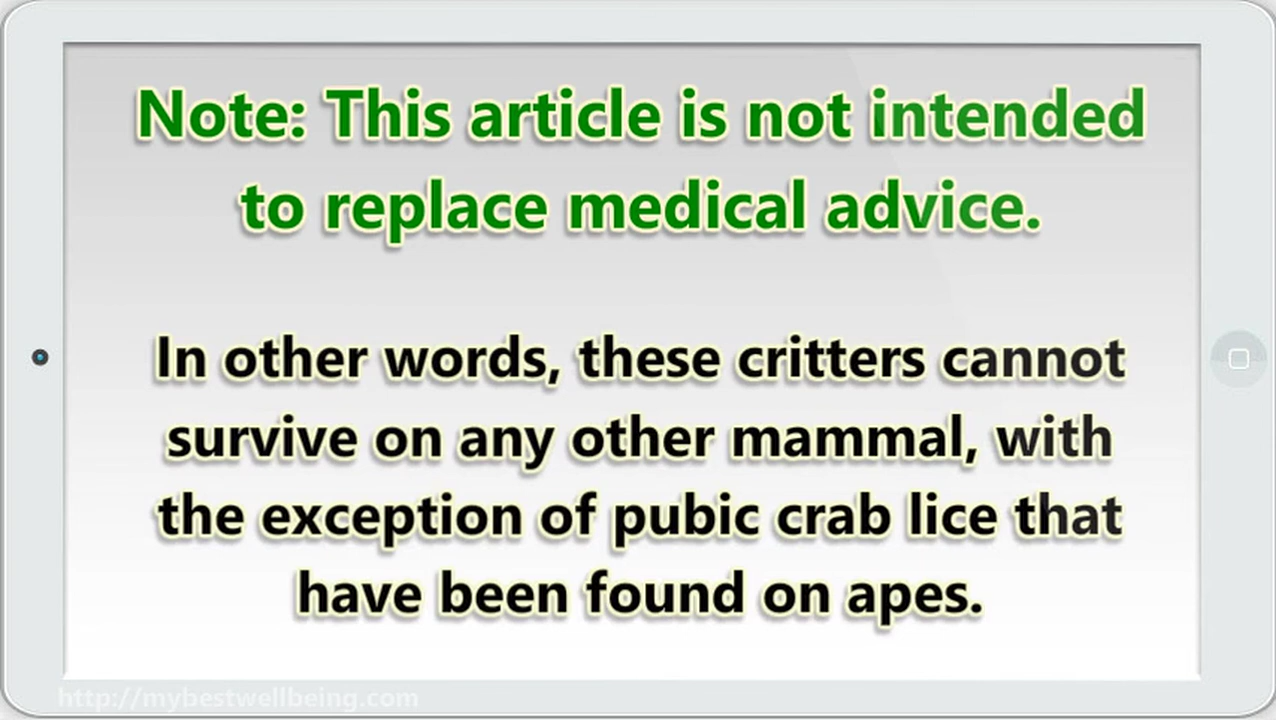 Note: This article is not intended
to replace medical advice.
In other words, these critters cannot
survive on any other mammal, with
the exception of pubic crab lice that
have been found on apes.
http://mybestwellbeing.com